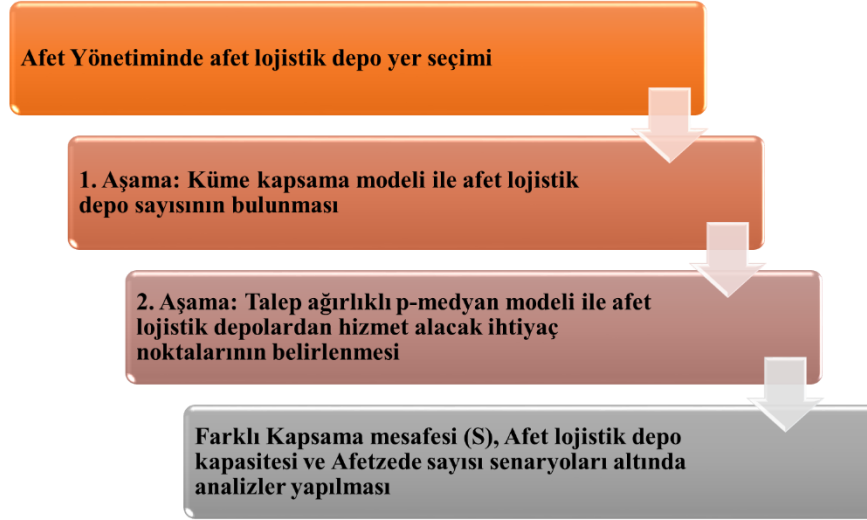 Afet Yönetiminde afet lojistik depo yer seçimi
1. Aşama: Küme kapsama modeli ile afet lojistik
depo sayısının bulunması
2. Aşama: Talep ağırlıklı p-medyan modeli ile afet
lojistik depolardan hizmet alacak ihtiyaç
noktalarının belirlenmesi
Farklı Kapsama mesafesi (S), Afet lojistik depo
kapasitesi ve Afetzede sayısı senaryoları altında
analizler yapılması